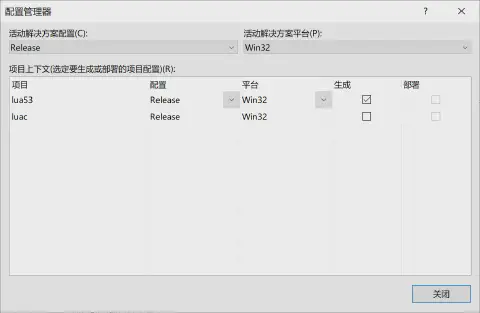 配置管理器
?
活动解决方案配置(C):
活动解决方案平台(P):
Release
Win32
项目上下文(选定要生成或部署的项目配置)(R):
项目 配置 平台 生成 部署
lua53 Release Win32
luac Release Win32
关闭